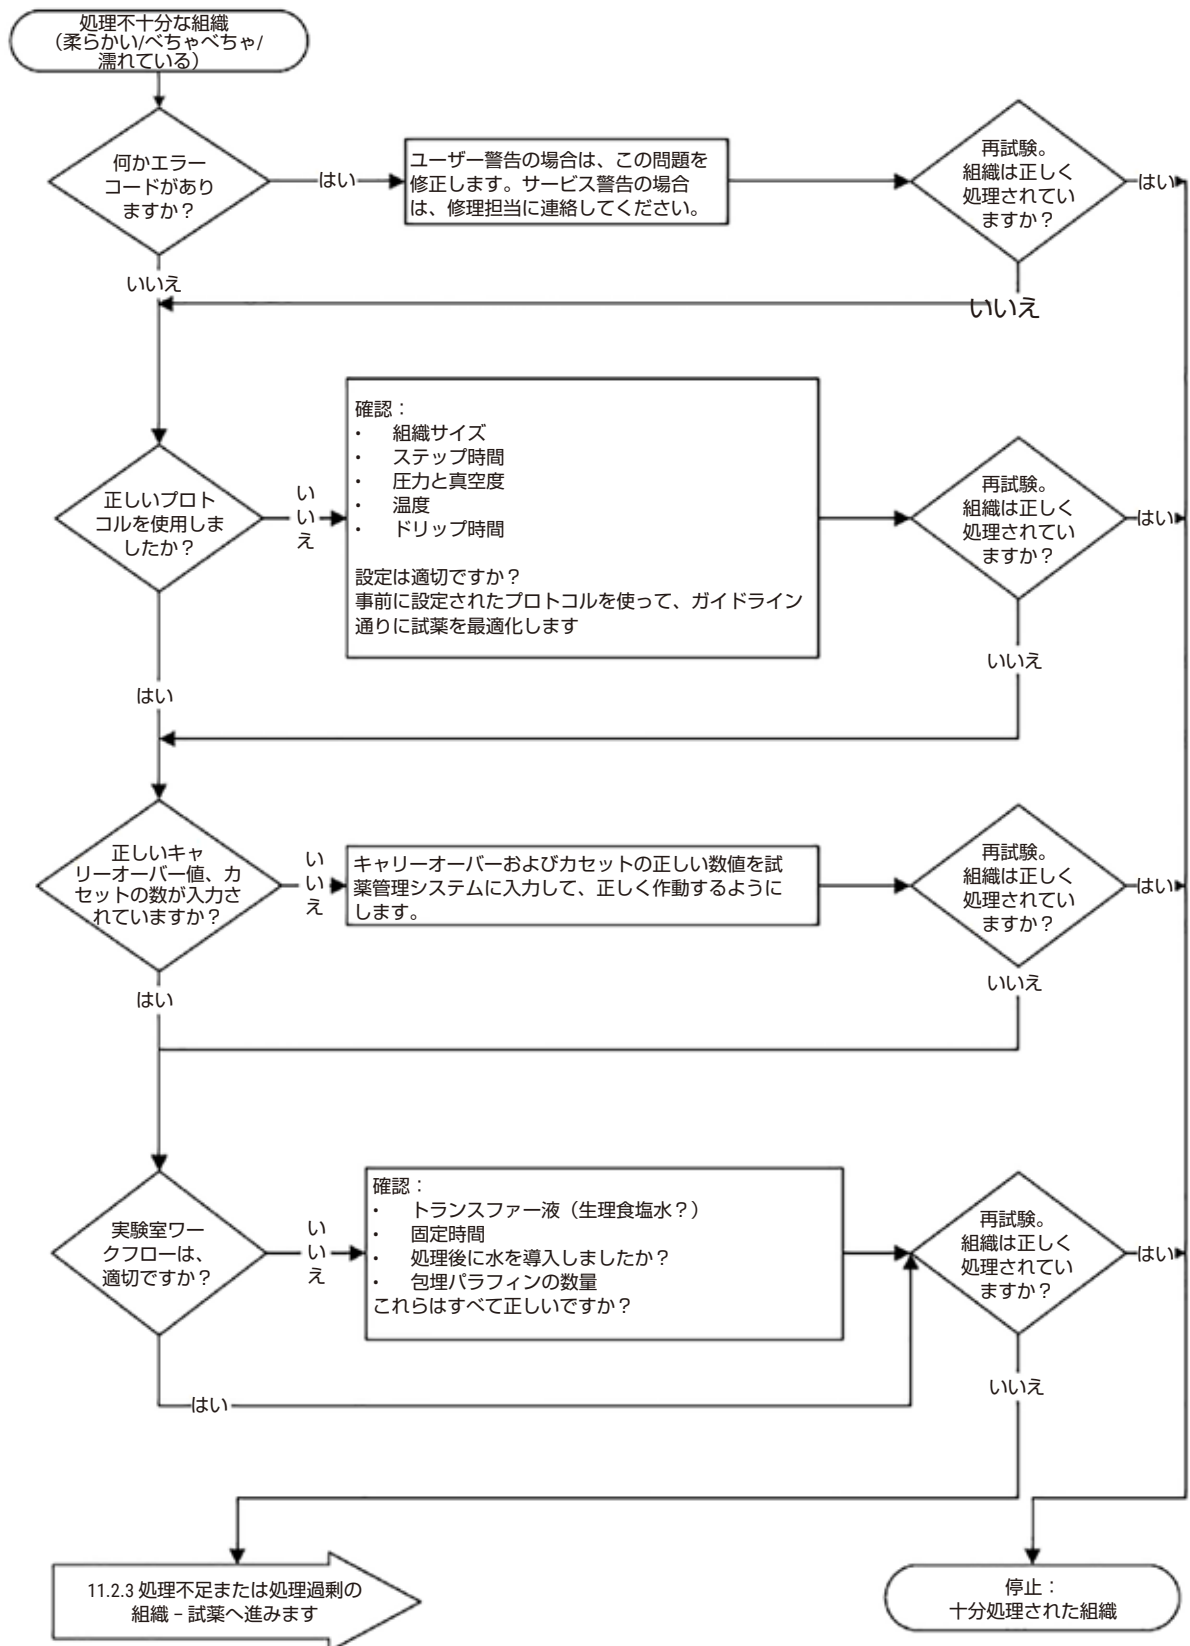 処理不十分な組織
（柔らかい/べちゃべちゃ/
濡れている）
何かエラー
コードがあり
ますか？
はい
ユーザー警告の場合は、この問題を
修正します。サービス警告の場合
は、修理担当に連絡してください。
再試験。
組織は正しく
処理されてい
ますか？
はい
いいえ
いいえ
正しいプロト
コルを使用しま
したか？
いいえ
確認：
• 組織サイズ
• ステップ時間
• 圧力と真空度
• 温度
• ドリップ時間
設定は適切ですか？
事前に設定されたプロトコルを使って、ガイドライン
通りに試薬を最適化します
再試験。
組織は正しく
処理されてい
ますか？
はい
いいえ
はい
正しいキャ
リーオーバー値、カ
セットの数が入力さ
れていますか？
いいえ
キャリーオーバーおよびカセットの正しい数値を試
薬管理システムに入力して、正しく作動するように
します。
再試験。
組織は正しく
処理されてい
ますか？
はい
いいえ
はい
実験室ワー
クフローは、
適切ですか？
いいえ
確認：
• トランスファー液（生理食塩水？）
• 固定時間
• 処理後に水を導入しましたか？
• 包埋パラフィンの数量
これらはすべて正しいですか？
再試験。
組織は正しく
処理されてい
ますか？
はい
いいえ
はい
11.2.3 処理不足または処理過剰の
組織 – 試薬へ進みます
停止：
十分処理された組織